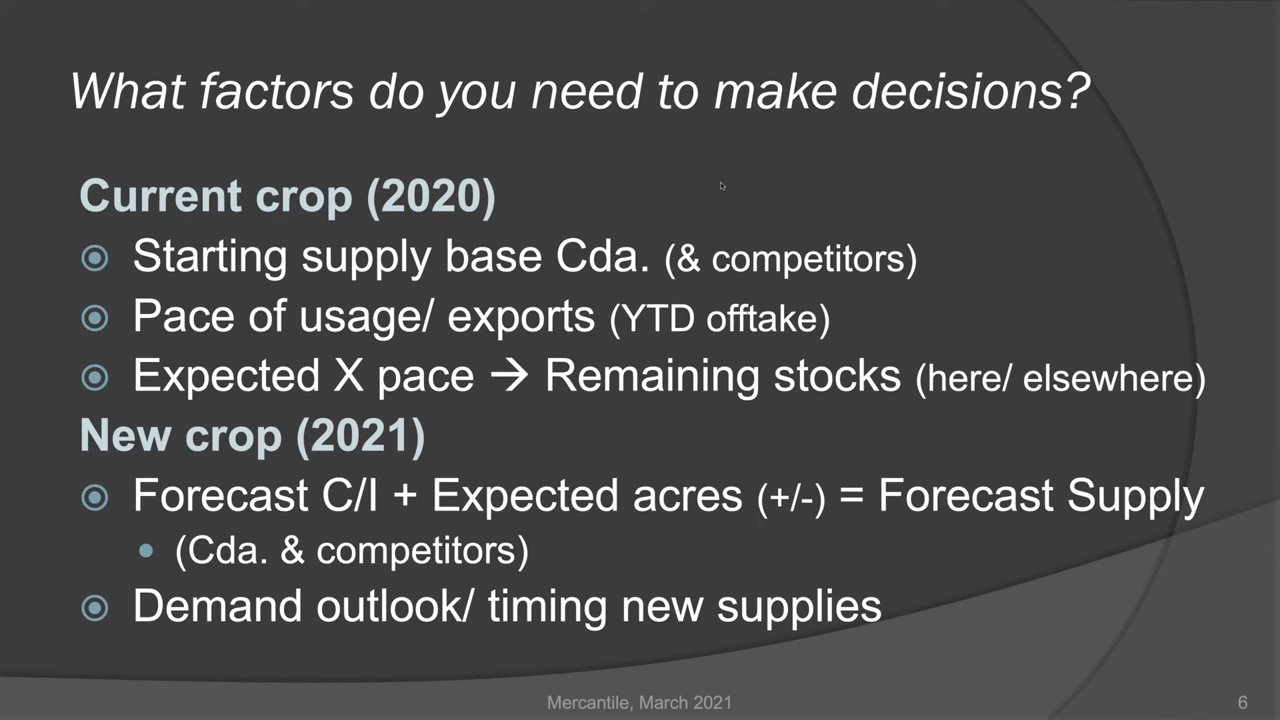 What factors do you need to make decisions?
Current crop (2020)
Starting supply base Cda. (& competitors)
Pace of usage/ exports (YTD offtake)
Expected X pace → Remaining stocks (here/ elsewhere)
New crop (2021)
Forecast C/I + Expected acres (+/-) = Forecast Supply
(Cda. & competitors)
Demand outlook/ timing new supplies
Mercantile, March 2021
6